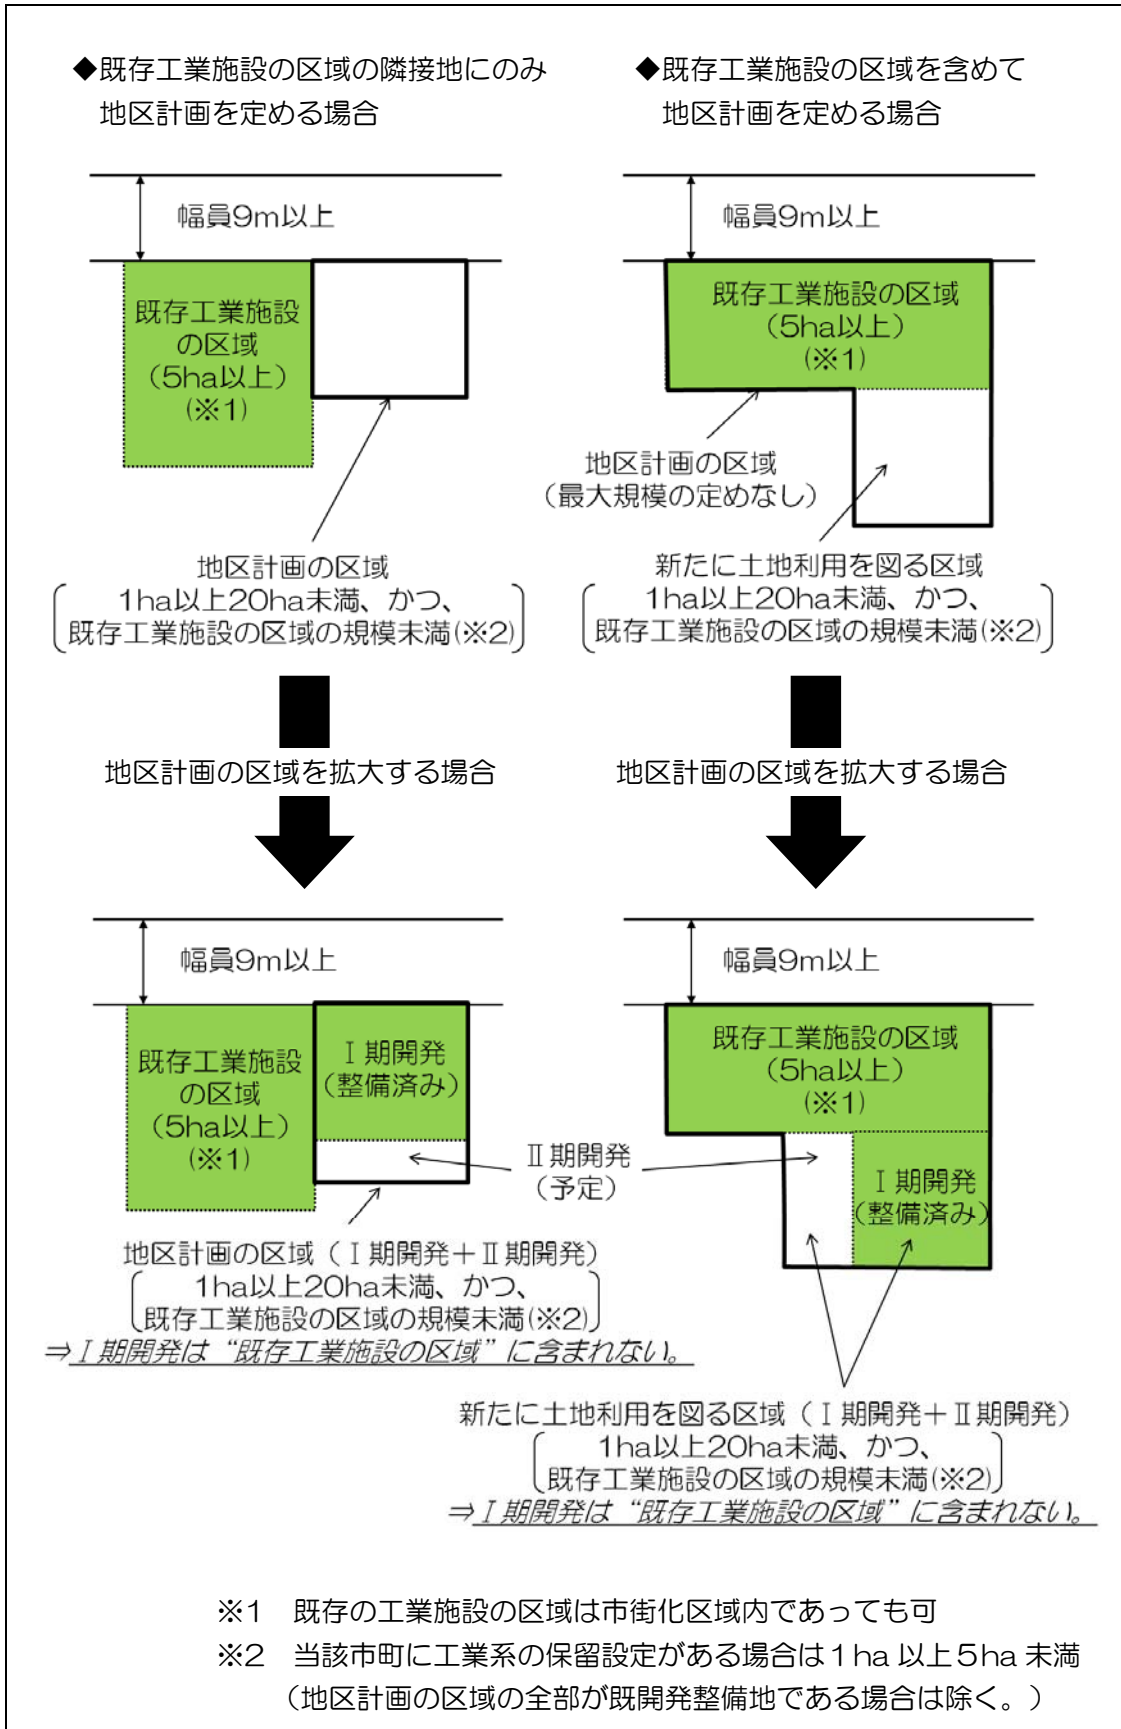 ◆既存工業施設の区域の隣接地にのみ
地区計画を定める場合
◆既存工業施設の区域を含めて
地区計画を定める場合
幅員9m以上
既存工業施設
の区域
(5ha以上)
(※1)
地区計画の区域
1ha以上20ha未満、かつ、
既存工業施設の区域の規模未満(※2)
幅員9m以上
既存工業施設の区域
(5ha以上)
(※1)
地区計画の区域
(最大規模の定めなし)
新たに土地利用を図る区域
1ha以上20ha未満、かつ、
既存工業施設の区域の規模未満(※2)
地区計画の区域を拡大する場合
地区計画の区域を拡大する場合
幅員9m以上
既存工業施設
の区域
(5ha以上)
(※1)
Ⅰ期開発
(整備済み)
Ⅱ期開発
(予定)
地区計画の区域(Ⅰ期開発+Ⅱ期開発)
1ha以上20ha未満、かつ、
既存工業施設の区域の規模未満(※2)
⇒Ⅰ期開発は“既存工業施設の区域”に含まれない。
幅員9m以上
既存工業施設の区域
(5ha以上)
(※1)
Ⅰ期開発
(整備済み)
新たに土地利用を図る区域(Ⅰ期開発+Ⅱ期開発)
1ha以上20ha未満、かつ、
既存工業施設の区域の規模未満(※2)
⇒Ⅰ期開発は“既存工業施設の区域”に含まれない。
※1 既存の工業施設の区域は市街化区域内であっても可
※2 当該市町に工業系の保留設定がある場合は1ha 以上5ha 未満
(地区計画の区域の全部が既開発整備地である場合は除く。)